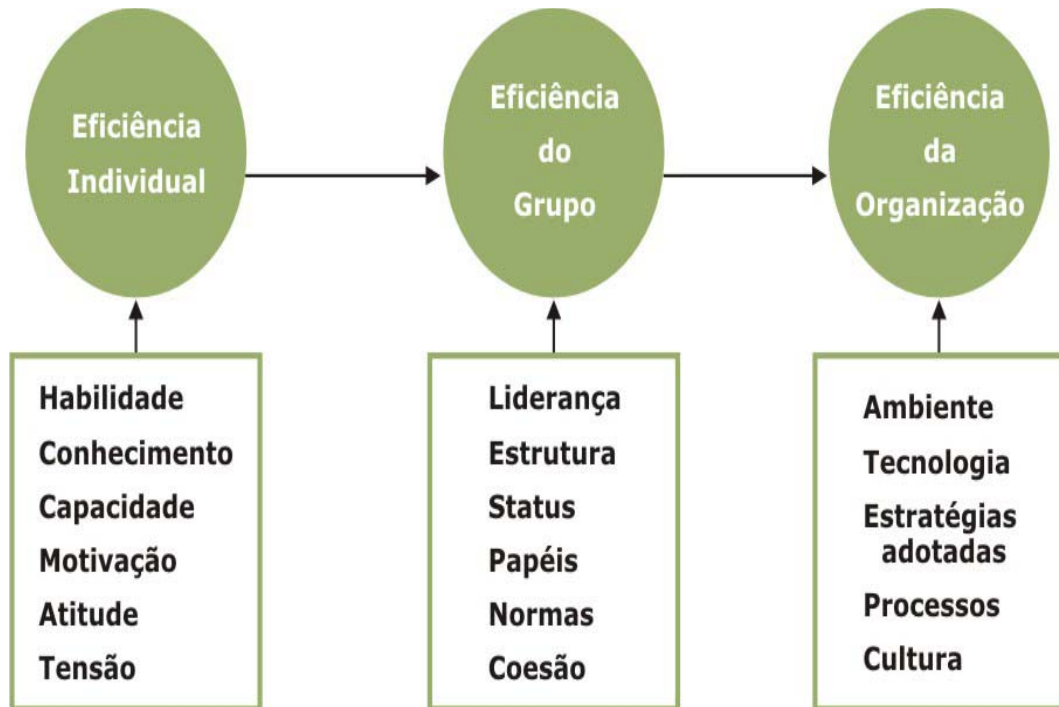 Eficiência
Individual
Eficiência
do
Grupo
Eficiência
da
Organização
Habilidade
Conhecimento
Capacidade
Motivação
Atitude
Tensão
Liderança
Estrutura
Status
Papéis
Normas
Coesão
Ambiente
Tecnologia
Estratégias
adotadas
Processos
Cultura